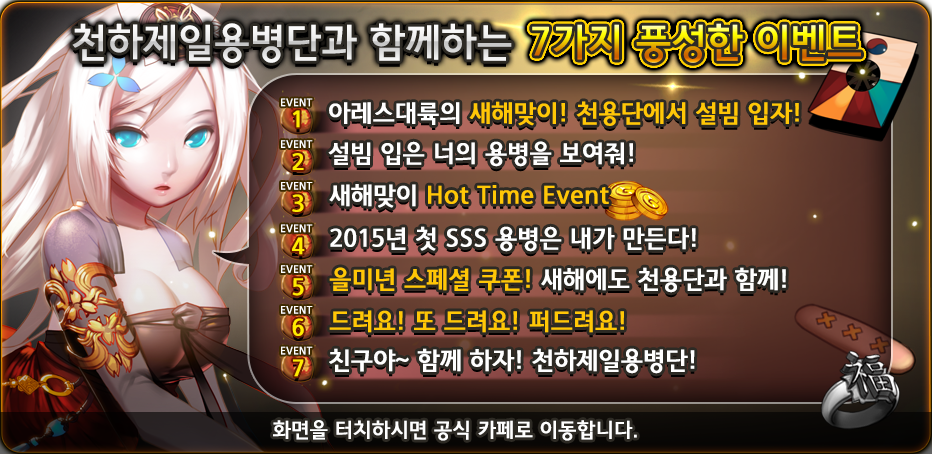 천하제일용병단과 함께하는 7가지 풍성한 이벤트
EVENT 1 아레스대륙의 새해맞이! 천용단에서 설빔 입자!
EVENT 2 설빔 입은 너의 용병을 보여줘!
EVENT 3 새해맞이 Hot Time Event
EVENT 4 2015년 첫 SSS 용병은 내가 만든다!
EVENT 5 을미년 스페셜 쿠폰! 새해에도 천용단과 함께!
EVENT 6 드려요! 또 드려요! 퍼드려요!
EVENT 7 친구야~ 함께 하자! 천하제일용병단!
福
화면을 터치하시면 공식 카페로 이동합니다.